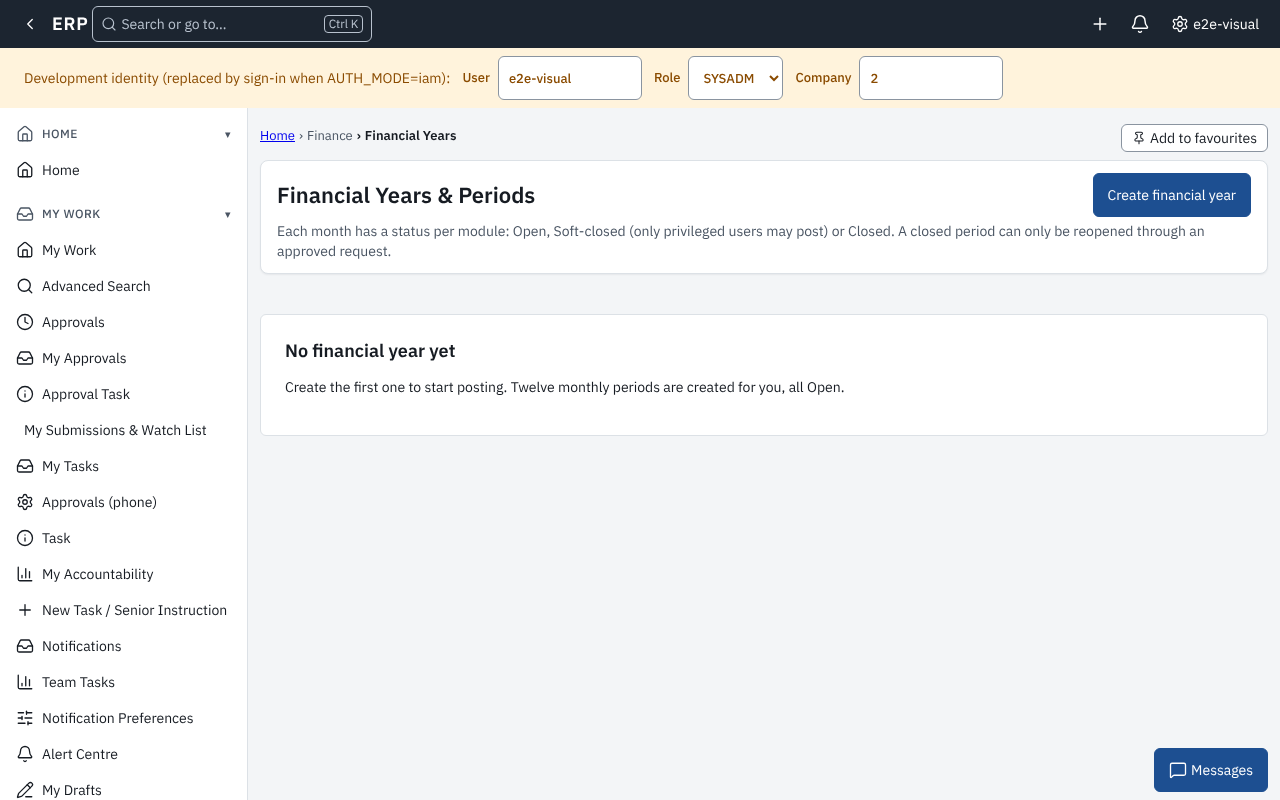 ERP
Search or go to... Ctrl K
e2e-visual
Development identity (replaced by sign-in when AUTH_MODE=iam): User e2e-visual Role SYSADM Company 2
HOME
Home
MY WORK
My Work
Advanced Search
Approvals
My Approvals
Approval Task
My Submissions & Watch List
My Tasks
Approvals (phone)
Task
My Accountability
New Task / Senior Instruction
Notifications
Team Tasks
Notification Preferences
Alert Centre
My Drafts
Home › Finance › Financial Years
Add to favourites
Financial Years & Periods
Create financial year
Each month has a status per module: Open, Soft-closed (only privileged users may post) or Closed. A closed period can only be reopened through an
approved request.
No financial year yet
Create the first one to start posting. Twelve monthly periods are created for you, all Open.
Messages